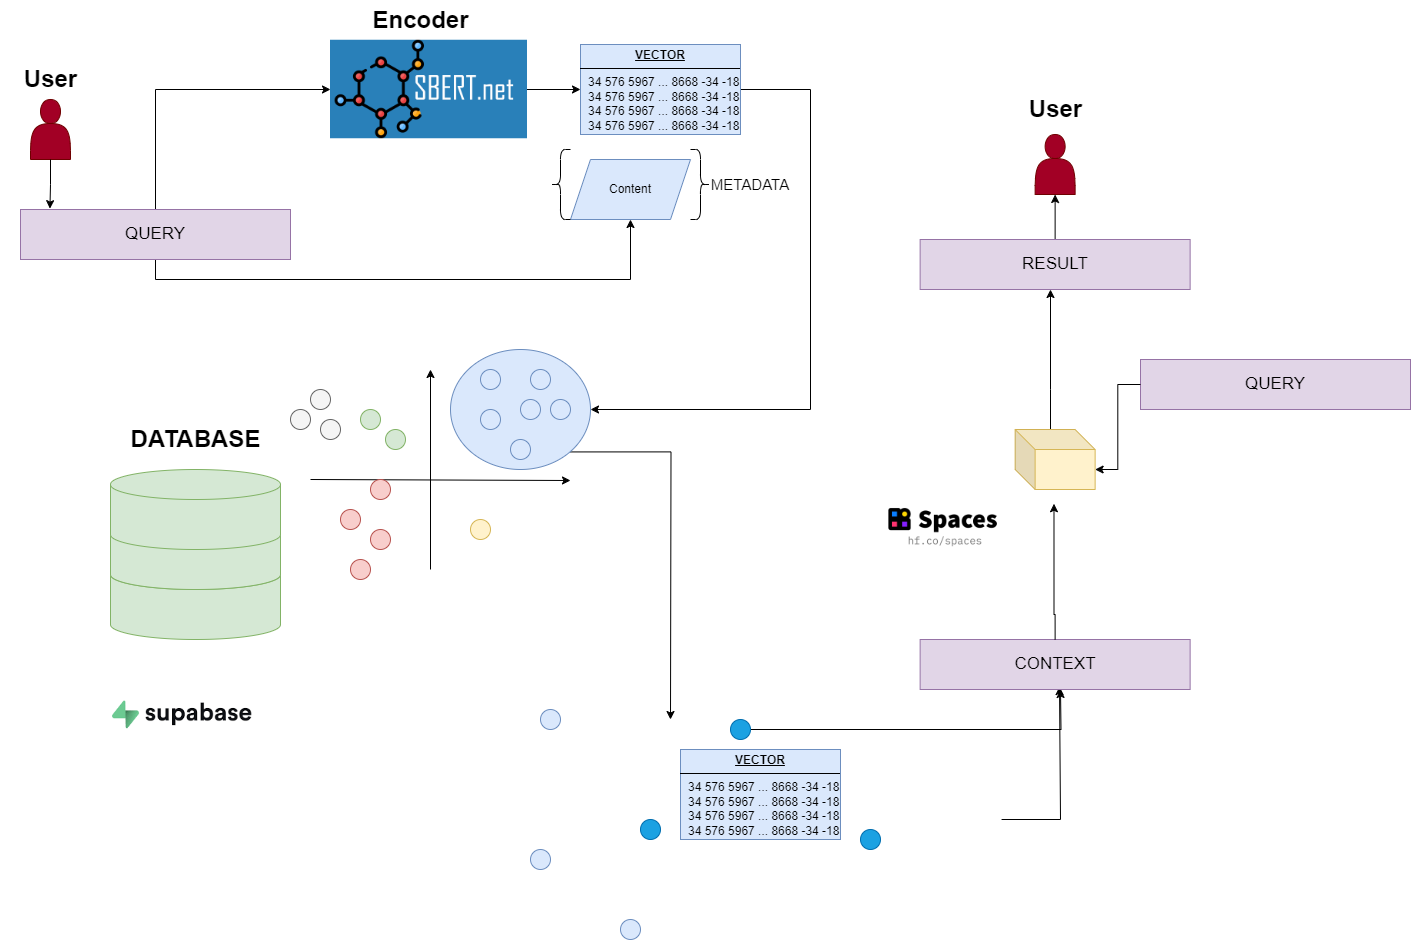 Encoder
User
SBERT.net
VECTOR
34 576 5967 ... 8668 -34 -18
34 576 5967 ... 8668 -34 -18
34 576 5967 ... 8668 -34 -18
34 576 5967 ... 8668 -34 -18
Content
METADATA
QUERY
DATABASE
supabase
VECTOR
34 576 5967 ... 8668 -34 -18
34 576 5967 ... 8668 -34 -18
34 576 5967 ... 8668 -34 -18
34 576 5967 ... 8668 -34 -18
User
RESULT
QUERY
Spaces
hf.co/spaces
CONTEXT